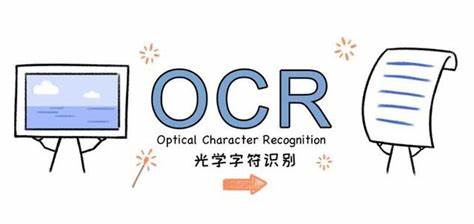 OCR
Optical Character Recognition
光学字符识别